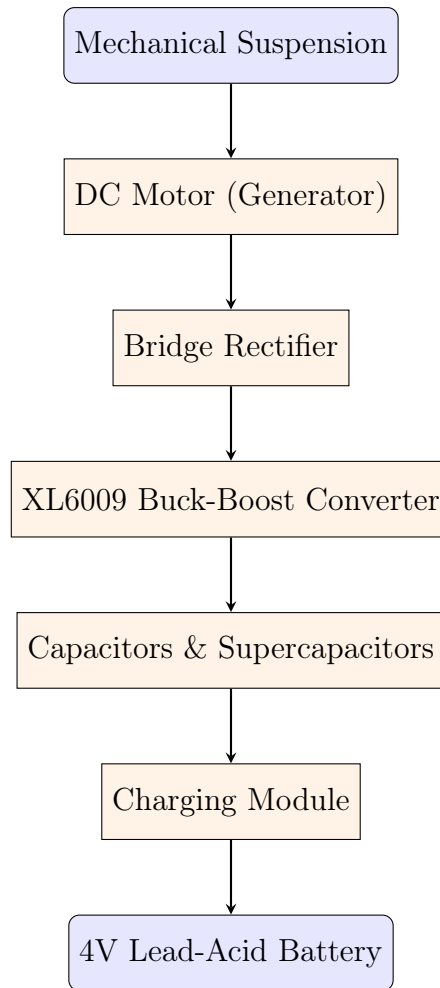 Mechanical Suspension
DC Motor (Generator)
Bridge Rectifier
XL6009 Buck-Boost Converter
Capacitors & Supercapacitors
Charging Module
4V Lead-Acid Battery